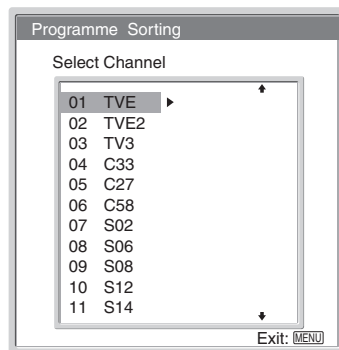 Programme Sorting
Select Channel
01 TVE
02 TVE2
03 TV3
04 C33
05 C27
06 C58
07 S02
08 S06
09 S08
10 S12
11 S14
Exit: MENU